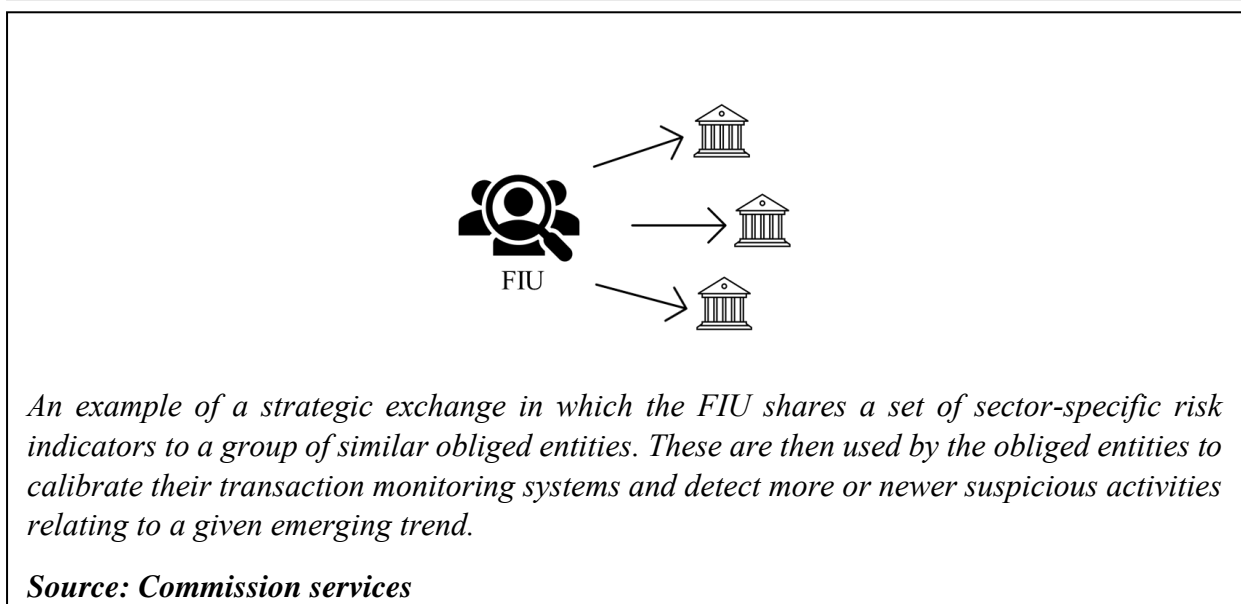 FIU
An example of a strategic exchange in which the FIU shares a set of sector-specific risk
indicators to a group of similar obliged entities. These are then used by the obliged entities to
calibrate their transaction monitoring systems and detect more or newer suspicious activities
relating to a given emerging trend.
Source: Commission services